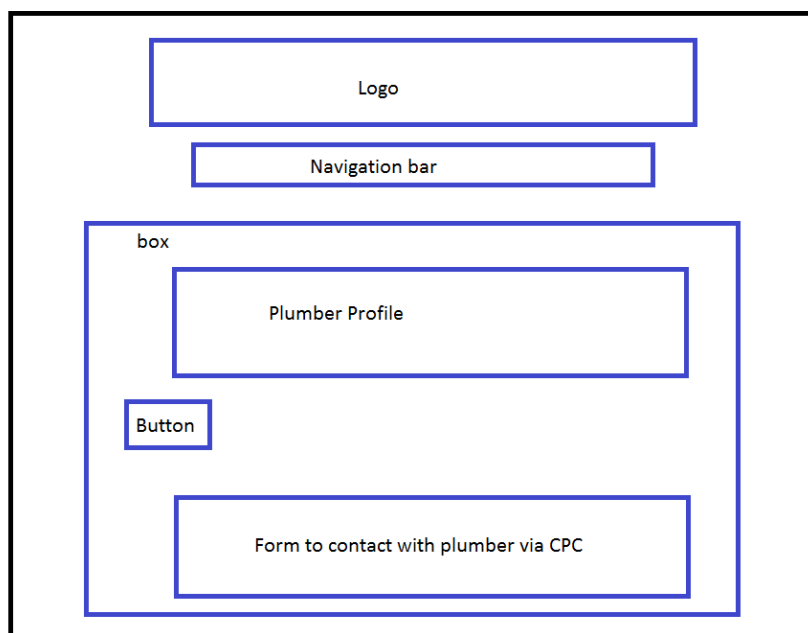 Logo
Navigation bar
box
Plumber Profile
Button
Form to contact with plumber via CPC